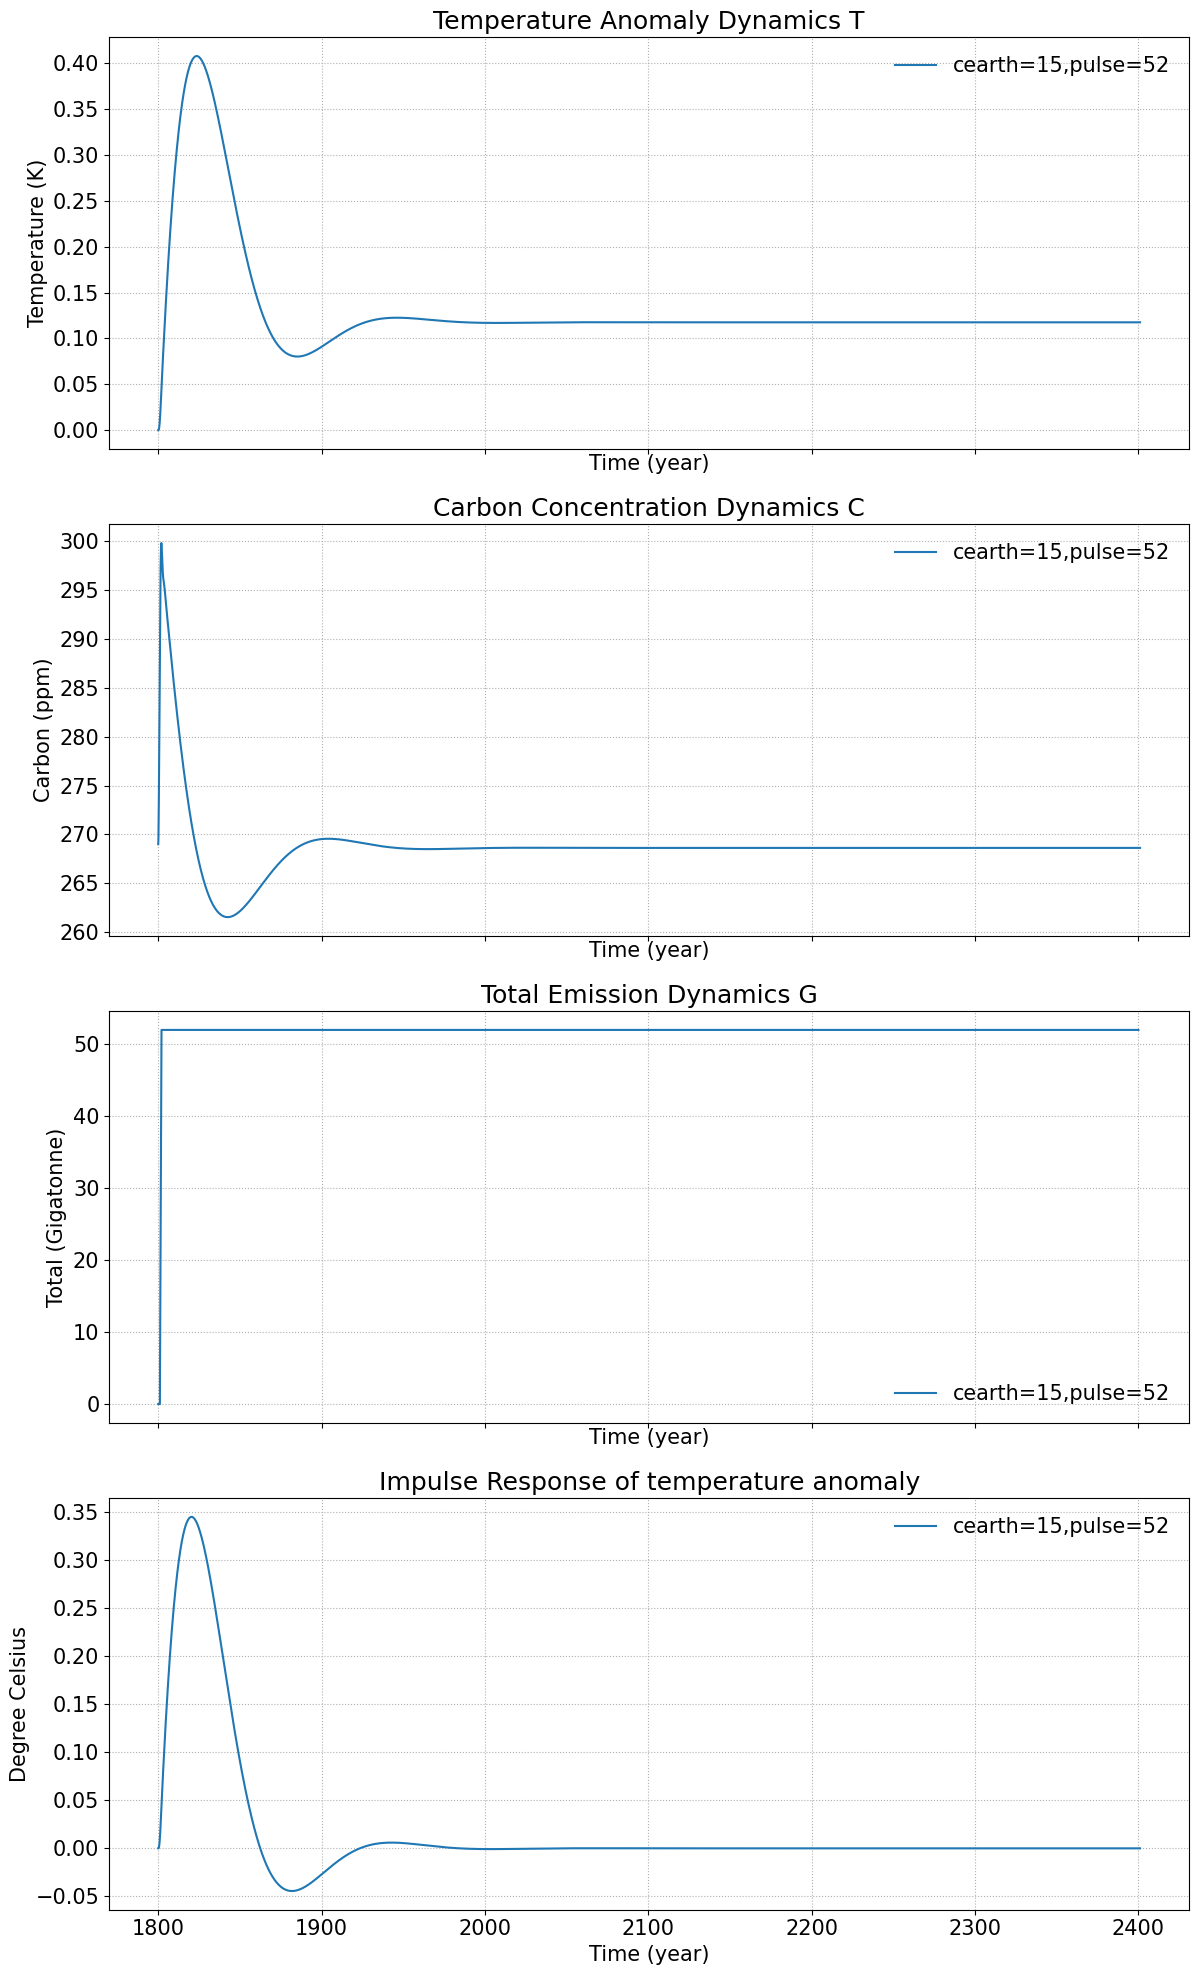 Temperature Anomaly Dynamics T
cearth=15,pulse=52
0.40
0.35
0.30
0.25
0.20
0.15
0.10
0.05
0.00
Temperature (K)
Time (year)
Carbon Concentration Dynamics C
cearth=15,pulse=52
300
295
290
285
280
275
270
265
260
Carbon (ppm)
Time (year)
Total Emission Dynamics G
50
40
30
20
10
0
Total (Gigatonne)
cearth=15,pulse=52
Time (year)
Impulse Response of temperature anomaly
cearth=15,pulse=52
0.35
0.30
0.25
0.20
0.15
0.10
0.05
0.00
−0.05
Degree Celsius
1800 1900 2000 2100 2200 2300 2400
Time (year)